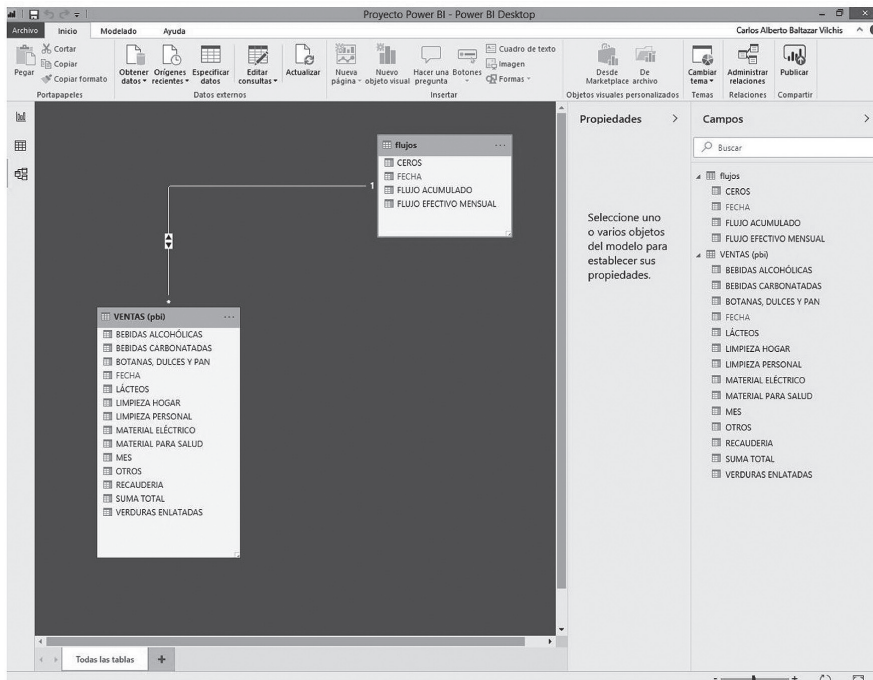 Proyecto Power BI - Power BI Desktop
Archivo Inicio Modelado Ayuda
Carlos Alberto Baltazar Vilchis
Pegar
Cortar
Copiar
Copiar formato
Portapapeles
Obtener datos
Orígenes recientes
Especificar datos
Editar consultas
Datos externos
Actualizar
Nueva página
Nuevo objeto visual
Hacer una pregunta
Botones
Cuadro de texto
Imagen
Formas
Insertar
Desde Marketplace
De archivo
Objetos visuales personalizados
Cambiar tema
Temas
Administrar relaciones
Relaciones
Publicar
Compartir
flujos
CEROS
FECHA
FLUJO ACUMULADO
FLUJO EFECTIVO MENSUAL
1
*
VENTAS (pbi)
BEBIDAS ALCOHÓLICAS
BEBIDAS CARBONATADAS
BOTANAS, DULCES Y PAN
FECHA
LÁCTEOS
LIMPIEZA HOGAR
LIMPIEZA PERSONAL
MATERIAL ELÉCTRICO
MATERIAL PARA SALUD
MES
OTROS
RECAUDERIA
SUMA TOTAL
VERDURAS ENLATADAS
Propiedades
Seleccione uno
o varios objetos
del modelo para
establecer sus
propiedades.
Campos
Buscar
flujos
CEROS
FECHA
FLUJO ACUMULADO
FLUJO EFECTIVO MENSUAL
VENTAS (pbi)
BEBIDAS ALCOHÓLICAS
BEBIDAS CARBONATADAS
BOTANAS, DULCES Y PAN
FECHA
LÁCTEOS
LIMPIEZA HOGAR
LIMPIEZA PERSONAL
MATERIAL ELÉCTRICO
MATERIAL PARA SALUD
MES
OTROS
RECAUDERIA
SUMA TOTAL
VERDURAS ENLATADAS
Todas las tablas